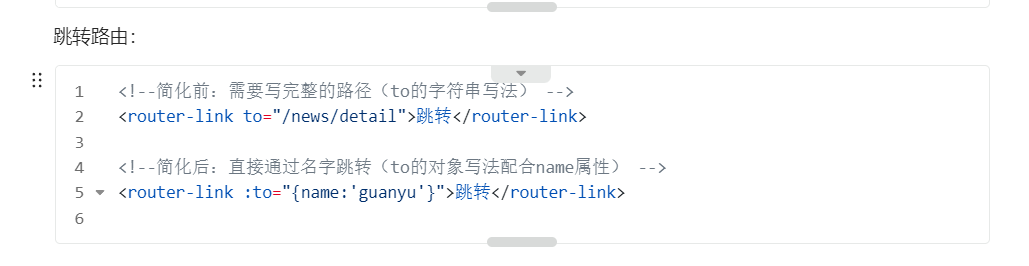 跳转路由：
1 <!--简化前：需要写完整的路径（to的字符串写法） -->
2 <router-link to="/news/detail">跳转</router-link>
3
4 <!--简化后：直接通过名字跳转（to的对象写法配合name属性） -->
5 <router-link :to="{name:'guanyu'}">跳转</router-link>
6